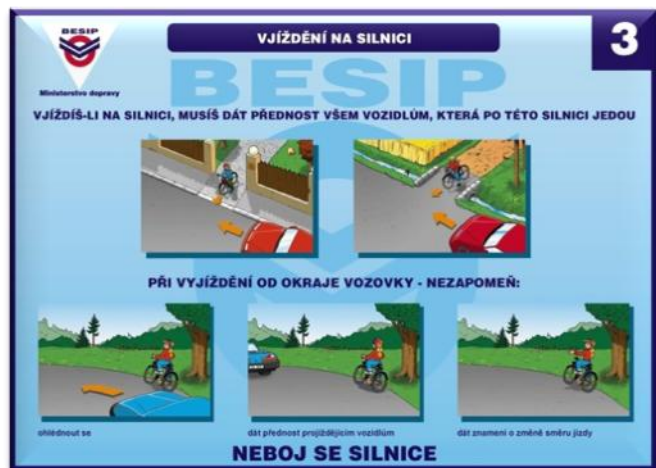 BESIP
Ministerstvo dopravy
VJÍŽDĚNÍ NA SILNICI
3
BESIP
VJÍŽDÍŠ-LI NA SILNICI, MUSÍŠ DÁT PŘEDNOST VŠEM VOZIDLŮM, KTERÁ PO TÉTO SILNICI JEDOU
PŘI VYJÍŽDĚNÍ OD OKRAJE VOZOVKY - NEZAPOMEŇ:
ohlédnout se
dát přednost projíždějícím vozidlům
dát znamení o změně směru jízdy
NEBOJ SE SILNICE